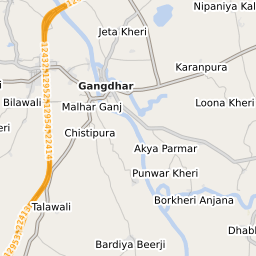 Nipaniya Kal
Jeta Kheri
Karanpura
Gangdhar
Bilawali
Malhar Ganj
Loona Kheri
Chistipura
Akya Parmar
Punwar Kheri
Borkheri Anjana
Talawali
Bardiya Beerji